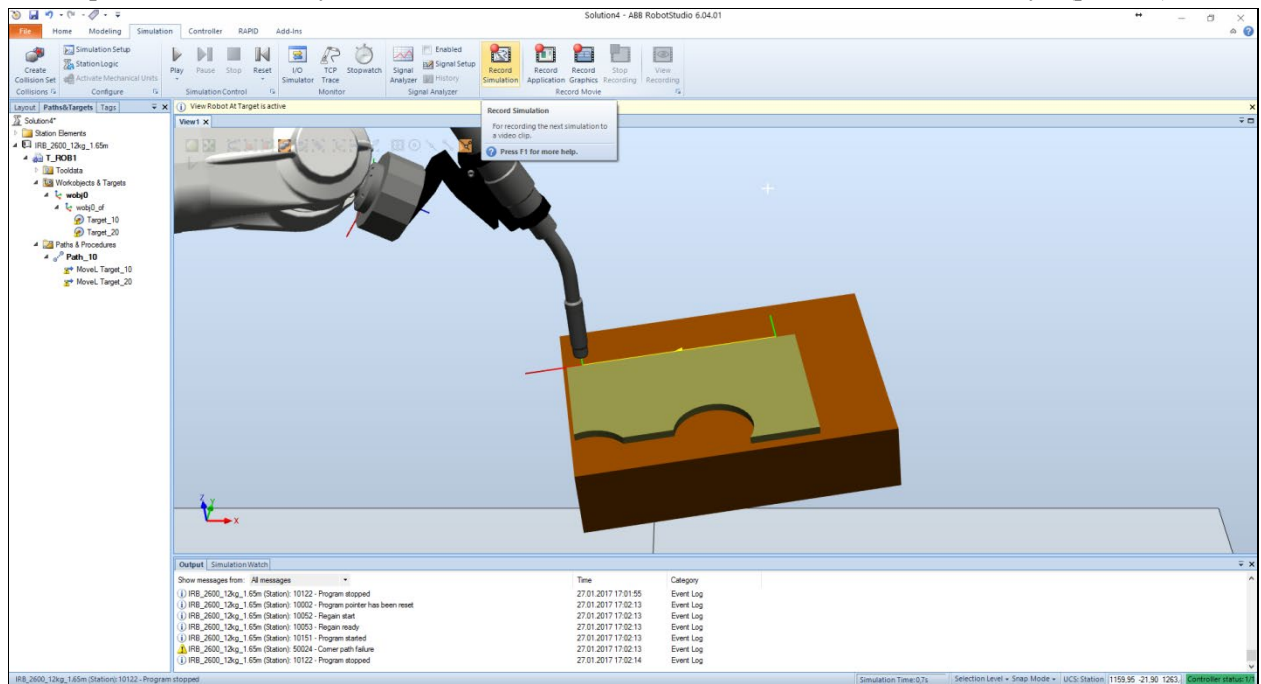 Solution4 - ABB RobotStudio 6.04.01
File Home Modeling Simulation Controller RAPID Add-Ins
Create Collision Set
Simulation Setup
Station Logic
Activate Mechanical Units
Play Pause Stop Reset
I/O Simulator
TCP Trace
Stopwatch
Signal Analyzer
Enabled
Signal Setup
History
Record Simulation
Record Application
Record Graphics
Stop Recording
View Recording
Collisions Configure Simulation Control Monitor Signal Analyzer Record Movie
Layout Paths&Targets Tags
View Robot At Target is active
Solution4*
Station Elements
IRB_2600_12kg_1.65m
T_ROB1
Tooldata
Workobjects & Targets
wobj0
wobj0_of
Target_10
Target_20
Paths & Procedures
Path_10
MoveL Target_10
MoveL Target_20
View1
Record Simulation
For recording the next simulation to
a video clip.
Press F1 for more help.
Z Y X
Output Simulation Watch
Show messages from: All messages Time Category
IRB_2600_12kg_1.65m (Station): 10122 - Program stopped 27.01.2017 17:01:55 Event Log
IRB_2600_12kg_1.65m (Station): 10002 - Program pointer has been reset 27.01.2017 17:02:13 Event Log
IRB_2600_12kg_1.65m (Station): 10052 - Regain start 27.01.2017 17:02:13 Event Log
IRB_2600_12kg_1.65m (Station): 10053 - Regain ready 27.01.2017 17:02:13 Event Log
IRB_2600_12kg_1.65m (Station): 10151 - Program started 27.01.2017 17:02:13 Event Log
IRB_2600_12kg_1.65m (Station): 50024 - Corner path failure 27.01.2017 17:02:13 Event Log
IRB_2600_12kg_1.65m (Station): 10122 - Program stopped 27.01.2017 17:02:14 Event Log
IRB_2600_12kg_1.65m (Station): 10122 - Program stopped Simulation Time: 0,7s Selection Level Snap Mode UCS: Station 1159.95 -21.90 1263. Controller status: 1/1